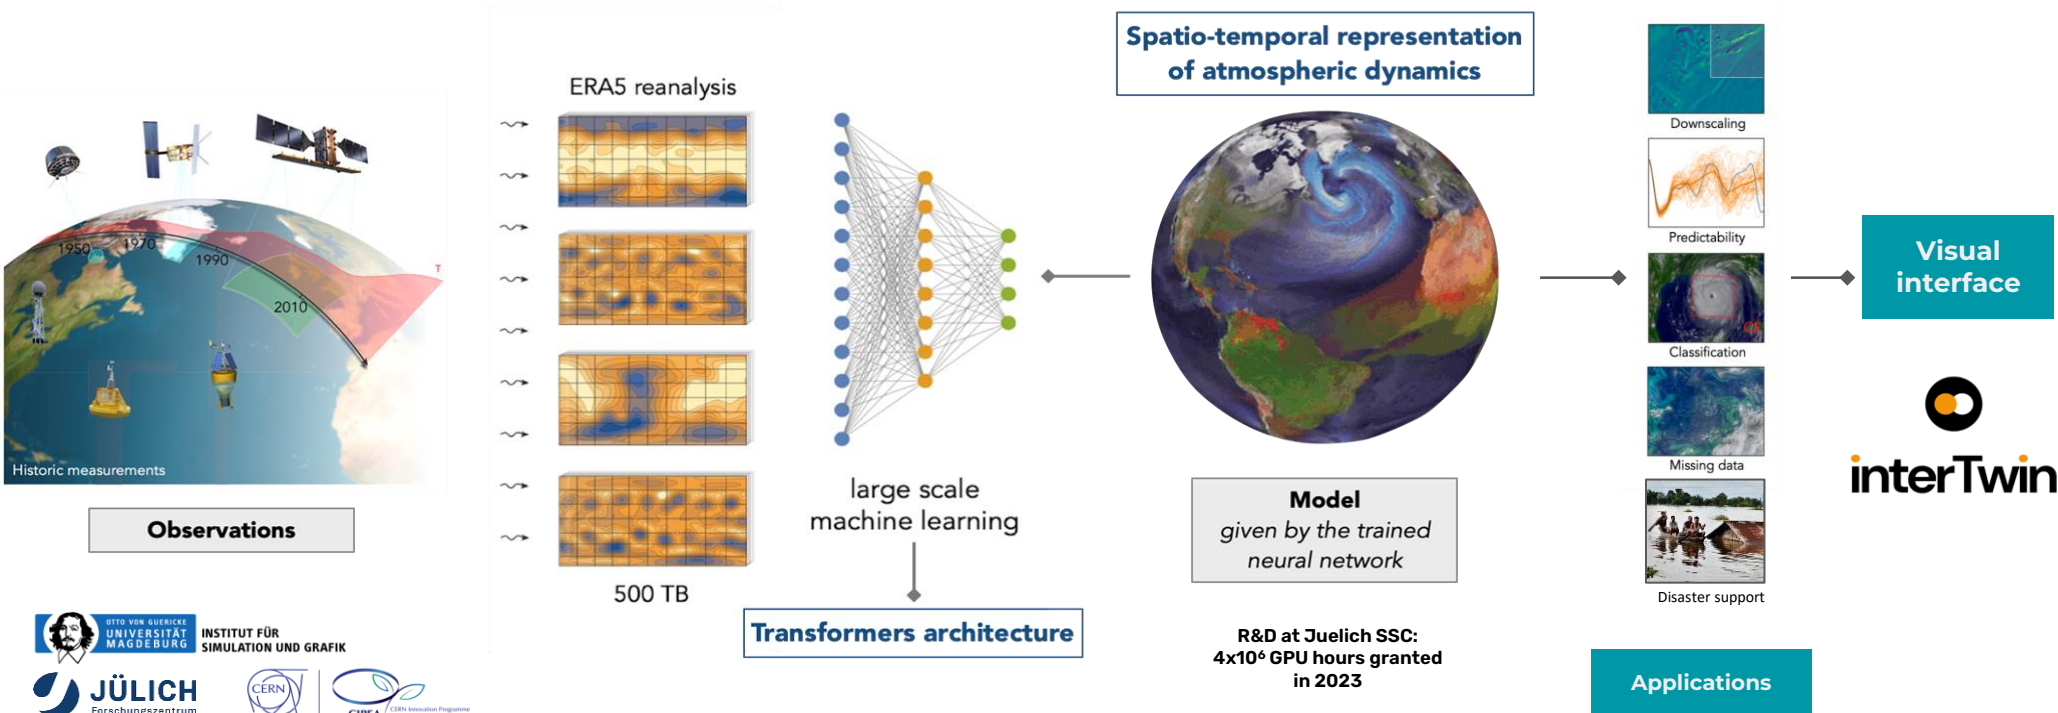 Spatio-temporal representation
of atmospheric dynamics
ERA5 reanalysis
1950
1970
1990
2010
T
Historic measurements
Observations
500 TB
large scale
machine learning
Transformers architecture
Model
given by the trained
neural network
R&D at Juelich SSC:
4x10⁶ GPU hours granted
in 2023
Downscaling
Predictability
Classification
Missing data
Disaster support
Applications
Visual
interface
interTwin
OTTO VON GUERICKE
UNIVERSITÄT
MAGDEBURG
INSTITUT FÜR
SIMULATION UND GRAFIK
JÜLICH
Forschungszentrum
CERN
CERN Innovation Programme